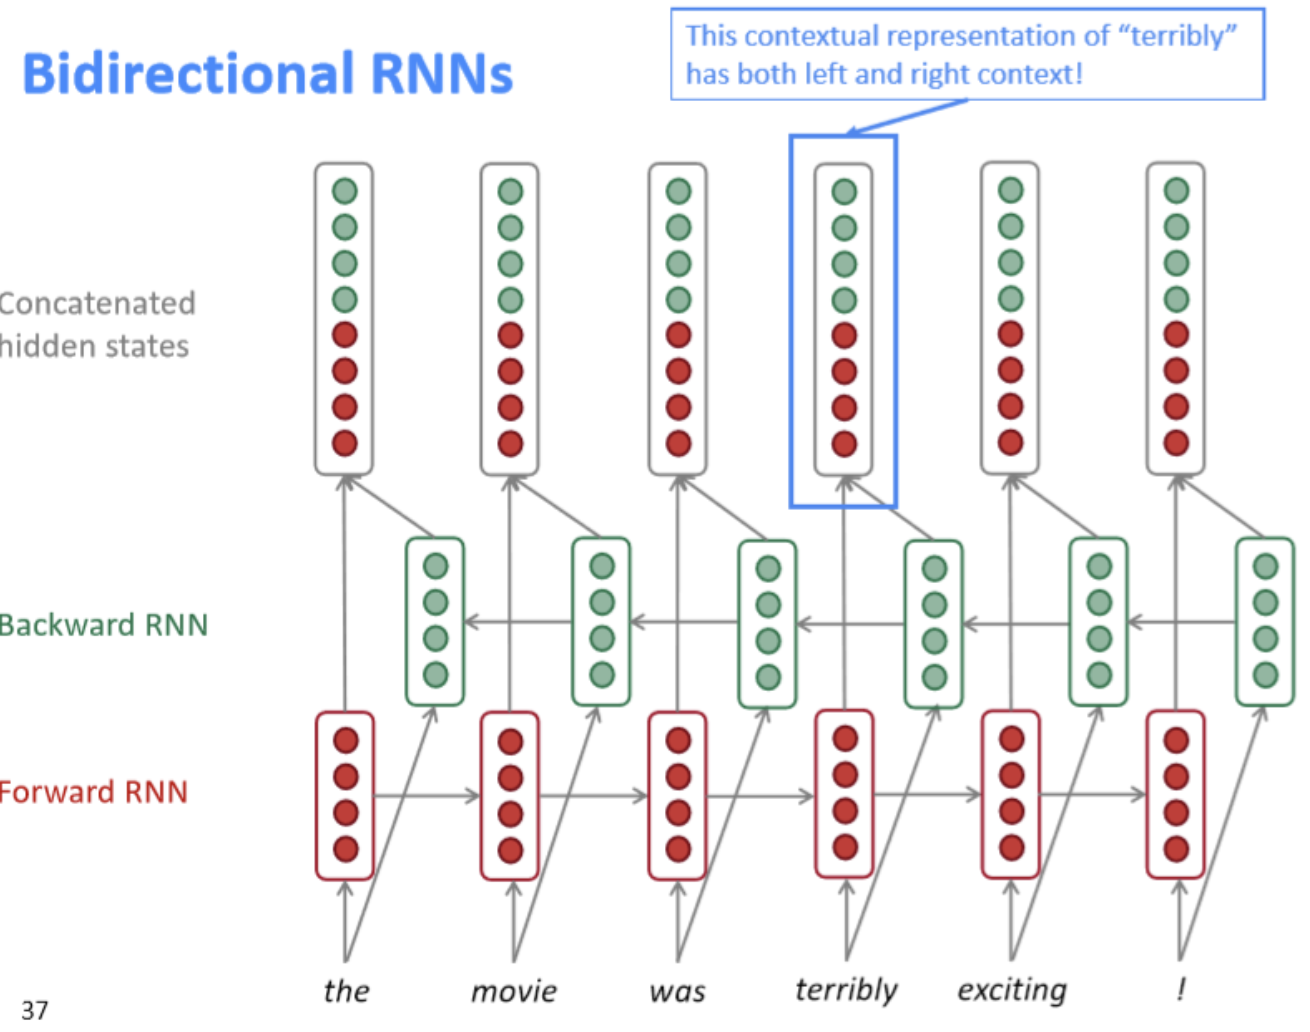 Bidirectional RNNs
This contextual representation of “terribly”
has both left and right context!
Concatenated
hidden states
Backward RNN
Forward RNN
the movie was terribly exciting !
37